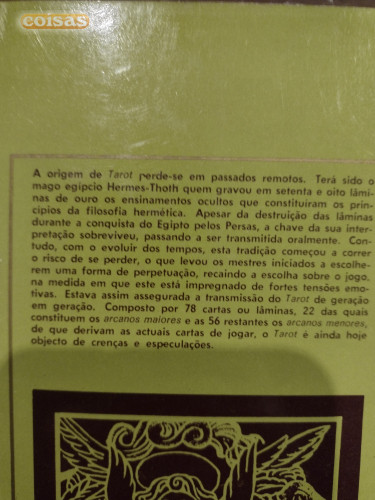 coisas
A origem de Tarot perde-se em passados remotos. Terá sido o
mago egípcio Hermes-Thoth quem gravou em setenta e oito lâmi-
nas de ouro os ensinamentos ocultos que constituíram os prin-
cípios da filosofia hermética. Apesar da destruição das lâminas
durante a conquista do Egipto pelos Persas, a chave da sua inter-
pretação sobreviveu, passando a ser transmitida oralmente. Con-
tudo, com o evoluir dos tempos, esta tradição começou a correr
o risco de se perder, o que levou os mestres iniciados a escolhe-
rem uma forma de perpetuação, recaindo a escolha sobre o jogo,
na medida em que este está impregnado de fortes tensões emo-
tivas. Estava assim assegurada a transmissão do Tarot de geração
em geração. Composto por 78 cartas ou lâminas, 22 das quais
constituem os arcanos maiores e as 56 restantes os arcanos menores,
de que derivam as actuais cartas de jogar, o Tarot é ainda hoje
objecto de crenças e especulações.